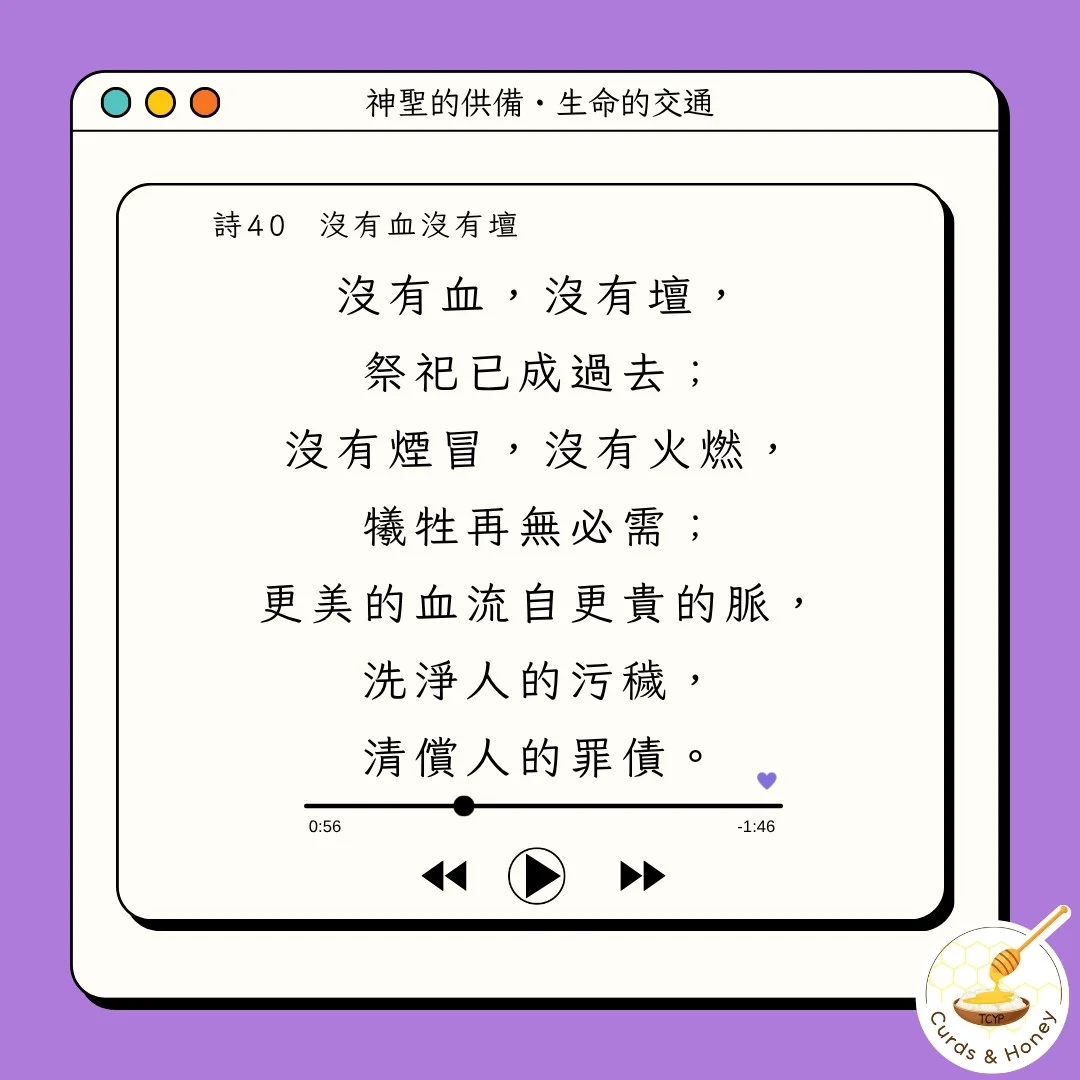 神聖的供備·生命的交通
詩40 沒有血沒有壇
沒有血，沒有壇，
祭祀已成過去；
沒有煙冒，沒有火燃，
犧牲再無必需；
更美的血流自更貴的脈，
洗淨人的污穢，
清償人的罪債。
0:56
-1:46
TCYP
Curds & Honey